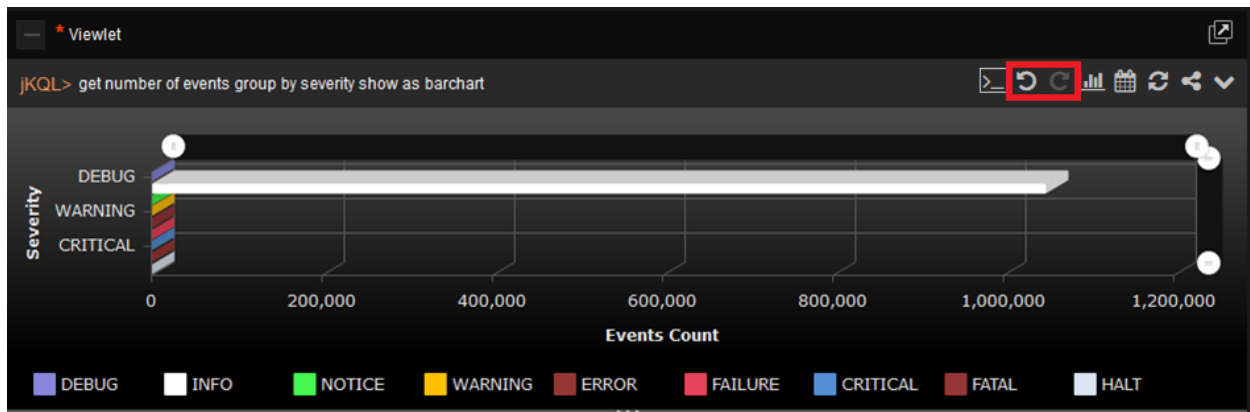 * Viewlet
jKQL> get number of events group by severity show as barchart
DEBUG
WARNING
CRITICAL
Severity
0 200,000 400,000 600,000 800,000 1,000,000 1,200,000
Events Count
DEBUG INFO NOTICE WARNING ERROR FAILURE CRITICAL FATAL HALT